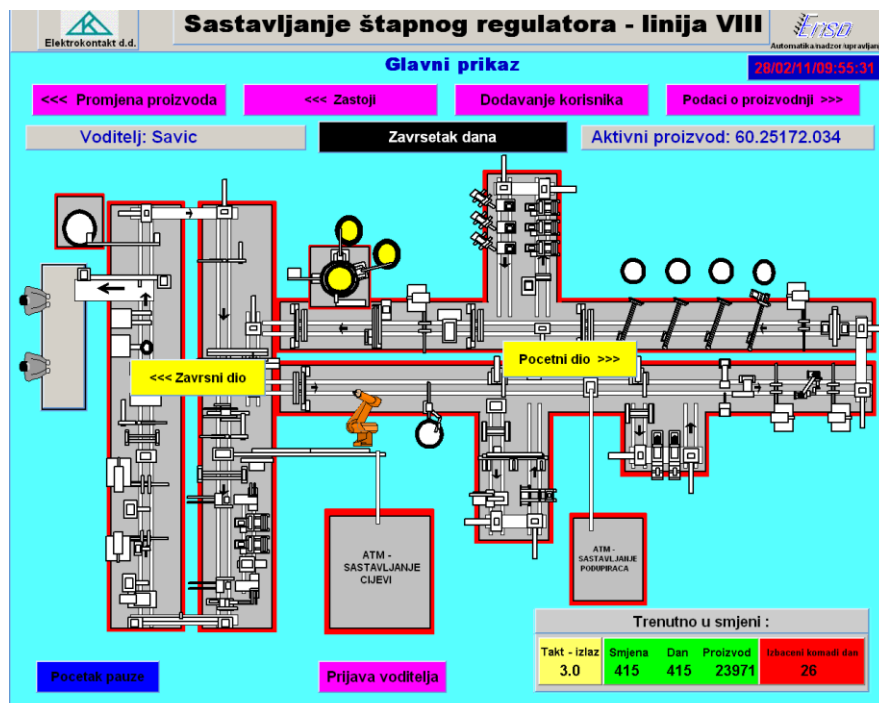 Elektrokontakt d.d.
Sastavljanje štapnog regulatora - linija VIII
Automatika nadzor upravljan
Glavni prikaz
28/02/11/09:55:31
<<< Promjena proizvoda
<<< Zastoji
Dodavanje korisnika
Podaci o proizvodnji >>>
Voditelj: Savic
Zavrsetak dana
Aktivni proizvod: 60.25172.034
Pocetni dio >>>
<<< Zavrsni dio
ATM -
SASTAVLJANJE
CIJEVI
ATM -
SASTAVLJANJE
PODUPIRACA
Trenutno u smjeni :
Takt - izlaz
Smjena
Dan
Proizvod
Izbaceni komadi dan
3.0
415
415
23971
26
Pocetak pauze
Prijava voditelja